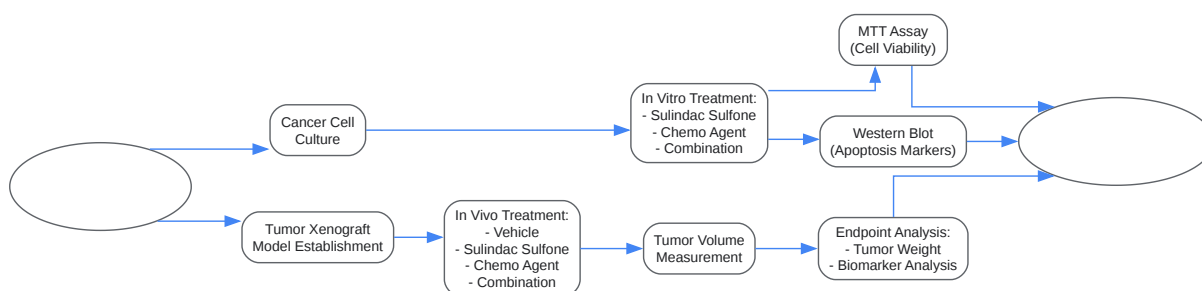 MTT Assay
(Cell Viability)
Cancer Cell
Culture
In Vitro Treatment:
- Sulindac Sulfone
- Chemo Agent
- Combination
Western Blot
(Apoptosis Markers)
Tumor Xenograft
Model Establishment
In Vivo Treatment:
- Vehicle
- Sulindac Sulfone
- Chemo Agent
- Combination
Tumor Volume
Measurement
Endpoint Analysis:
- Tumor Weight
- Biomarker Analysis